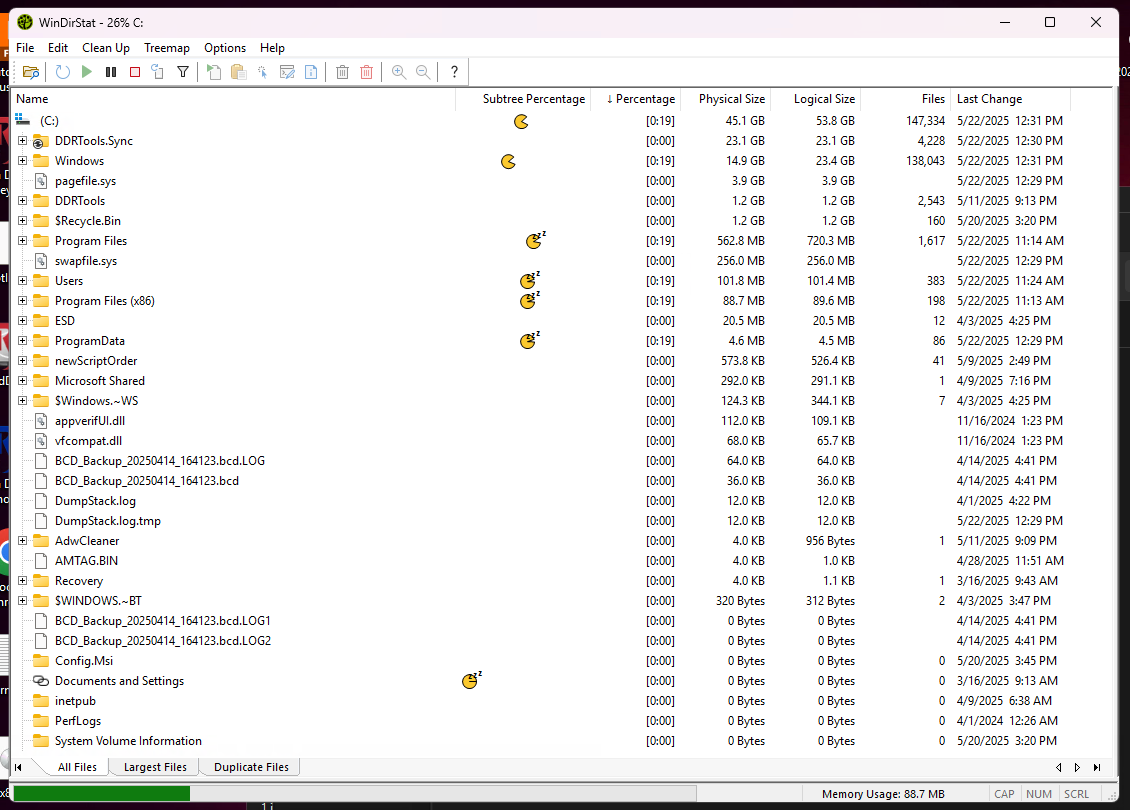 WinDirStat - 26% C:
File Edit Clean Up Treemap Options Help
Name Subtree Percentage ↓ Percentage Physical Size Logical Size Files Last Change
(C:) [0:19] 45.1 GB 53.8 GB 147,334 5/22/2025 12:31 PM
DDRTools.Sync [0:00] 23.1 GB 23.1 GB 4,228 5/22/2025 12:30 PM
Windows [0:19] 14.9 GB 23.4 GB 138,043 5/22/2025 12:31 PM
pagefile.sys [0:00] 3.9 GB 3.9 GB 5/22/2025 12:29 PM
DDRTools [0:00] 1.2 GB 1.2 GB 2,543 5/11/2025 9:13 PM
$Recycle.Bin [0:00] 1.2 GB 1.2 GB 160 5/20/2025 3:20 PM
Program Files [0:19] 562.8 MB 720.3 MB 1,617 5/22/2025 11:14 AM
swapfile.sys [0:00] 256.0 MB 256.0 MB 5/22/2025 12:29 PM
Users [0:19] 101.8 MB 101.4 MB 383 5/22/2025 11:24 AM
Program Files (x86) [0:19] 88.7 MB 89.6 MB 198 5/22/2025 11:13 AM
ESD [0:00] 20.5 MB 20.5 MB 12 4/3/2025 4:25 PM
ProgramData [0:19] 4.6 MB 4.5 MB 86 5/22/2025 12:29 PM
newScriptOrder [0:00] 573.8 KB 526.4 KB 41 5/9/2025 2:49 PM
Microsoft Shared [0:00] 292.0 KB 291.1 KB 1 4/9/2025 7:16 PM
$Windows.~WS [0:00] 124.3 KB 344.1 KB 7 4/3/2025 4:25 PM
appverifUI.dll [0:00] 112.0 KB 109.1 KB 11/16/2024 1:23 PM
vfcompat.dll [0:00] 68.0 KB 65.7 KB 11/16/2024 1:23 PM
BCD_Backup_20250414_164123.bcd.LOG [0:00] 64.0 KB 64.0 KB 4/14/2025 4:41 PM
BCD_Backup_20250414_164123.bcd [0:00] 36.0 KB 36.0 KB 4/14/2025 4:41 PM
DumpStack.log [0:00] 12.0 KB 12.0 KB 4/1/2025 4:22 PM
DumpStack.log.tmp [0:00] 12.0 KB 12.0 KB 5/22/2025 12:29 PM
AdwCleaner [0:00] 4.0 KB 956 Bytes 1 5/11/2025 9:09 PM
AMTAG.BIN [0:00] 4.0 KB 1.0 KB 4/28/2025 11:51 AM
Recovery [0:00] 4.0 KB 1.1 KB 1 3/16/2025 9:43 AM
$WINDOWS.~BT [0:00] 320 Bytes 312 Bytes 2 4/3/2025 3:47 PM
BCD_Backup_20250414_164123.bcd.LOG1 [0:00] 0 Bytes 0 Bytes 4/14/2025 4:41 PM
BCD_Backup_20250414_164123.bcd.LOG2 [0:00] 0 Bytes 0 Bytes 4/14/2025 4:41 PM
Config.Msi [0:00] 0 Bytes 0 Bytes 0 5/20/2025 3:45 PM
Documents and Settings [0:00] 0 Bytes 0 Bytes 0 3/16/2025 9:13 AM
inetpub [0:00] 0 Bytes 0 Bytes 0 4/9/2025 6:38 AM
PerfLogs [0:00] 0 Bytes 0 Bytes 0 4/1/2024 12:26 AM
System Volume Information [0:00] 0 Bytes 0 Bytes 0 5/20/2025 3:20 PM
All Files Largest Files Duplicate Files
Memory Usage: 88.7 MB CAP NUM SCRL